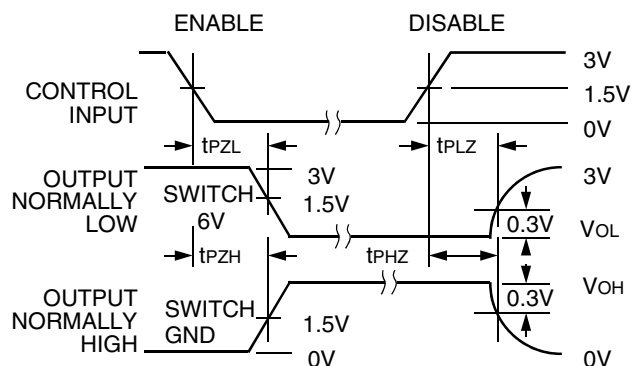 ENABLE DISABLE
3V
CONTROL INPUT 1.5V
0V
tPZL tPLZ
OUTPUT NORMALLY LOW
SWITCH 6V
3V
1.5V
3V
0.3V VOL
tPZH tPHZ
VOH
OUTPUT NORMALLY HIGH
SWITCH GND
1.5V
0V
0.3V
0V